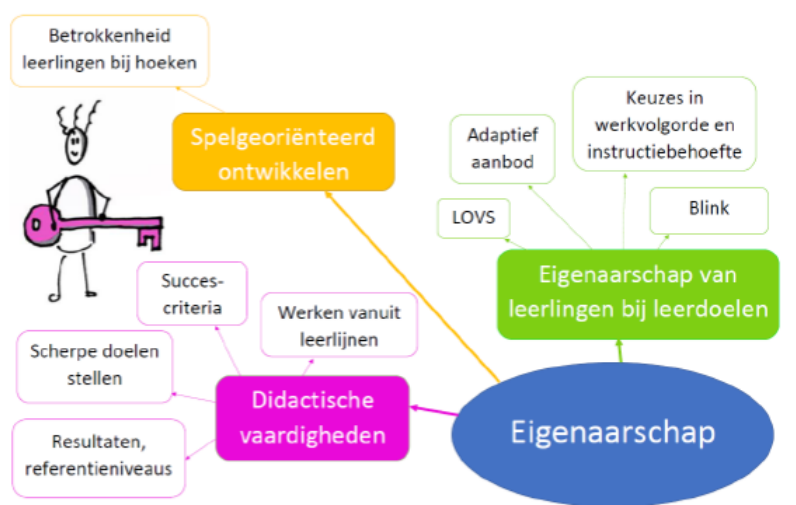 Betrokkenheid
leerlingen bij hoeken
Spelgeoriënteerd
ontwikkelen
Adaptief
aanbod
Keuzes in
werkvolgorde en
instructiebehoefte
LOVS
Blink
Eigenaarschap van
leerlingen bij leerdoelen
Succes-
criteria
Werken vanuit
leerlijnen
Scherpe doelen
stellen
Didactische
vaardigheden
Resultaten,
referentieniveaus
Eigenaarschap